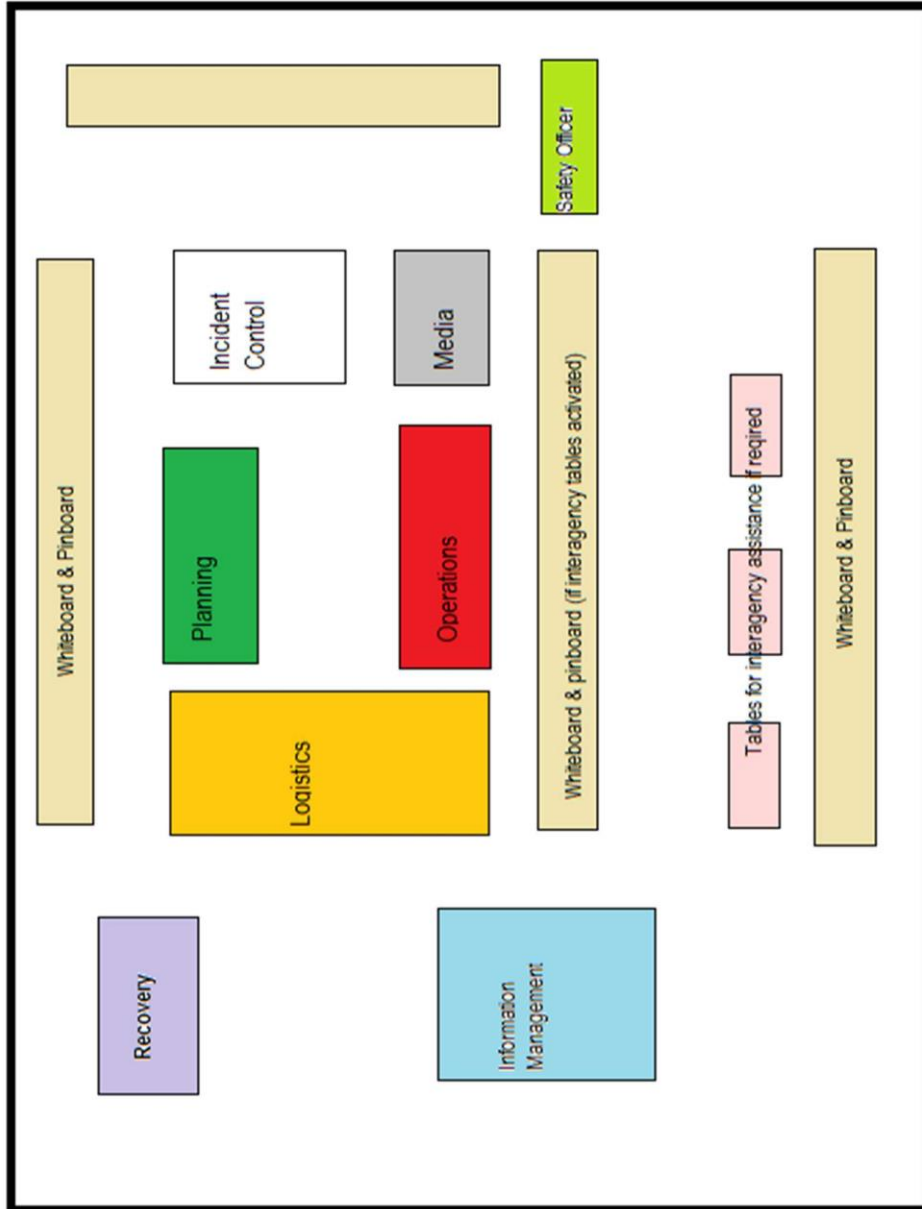 Whiteboard & Pinboard
Recovery
Planning
Incident
Control
Logistics
Operations
Media
Information
Management
Whiteboard & pinboard (if interagency tables activated)
Safety Officer
Tables for interagency assistance if reqired
Whiteboard & Pinboard